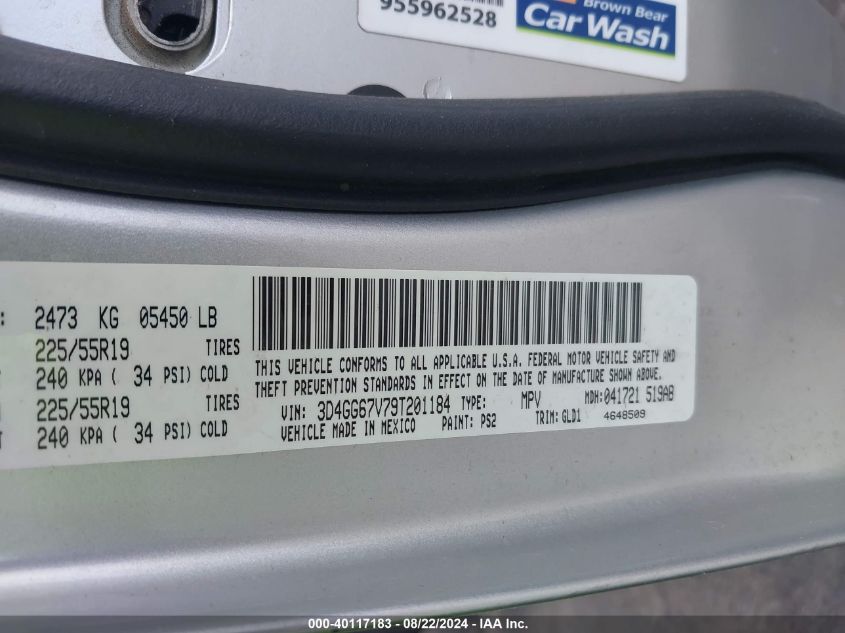 955962528
Brown Bear
Car Wash
: 2473 KG 05450 LB
225/55R19 TIRES
240 KPA ( 34 PSI) COLD
225/55R19 TIRES
240 KPA ( 34 PSI) COLD
THIS VEHICLE CONFORMS TO ALL APPLICABLE U.S.A. FEDERAL MOTOR VEHICLE SAFETY AND
THEFT PREVENTION STANDARDS IN EFFECT ON THE DATE OF MANUFACTURE SHOWN ABOVE.
VIN: 3D4GG67V79T201184 TYPE: MPV MDH: 041721 519AB
VEHICLE MADE IN MEXICO PAINT: PS2 TRIM: GLD1 4648509
000-40117183 - 08/22/2024 - IAA Inc.